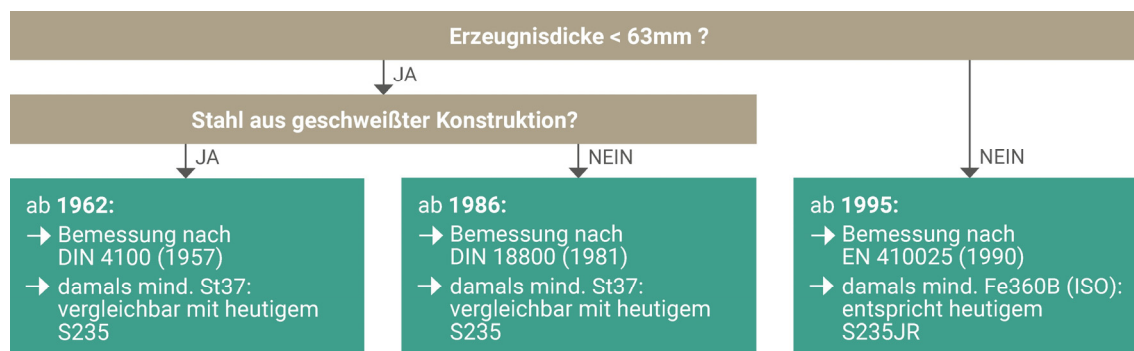 Erzeugnisdicke < 63mm ?
JA
Stahl aus geschweißter Konstruktion?
JA
NEIN
NEIN
ab 1962:
→ Bemessung nach
DIN 4100 (1957)
→ damals mind. St37:
vergleichbar mit heutigem
S235
ab 1986:
→ Bemessung nach
DIN 18800 (1981)
→ damals mind. St37:
vergleichbar mit heutigem
S235
ab 1995:
→ Bemessung nach
EN 410025 (1990)
→ damals mind. Fe360B (ISO):
entspricht heutigem
S235JR